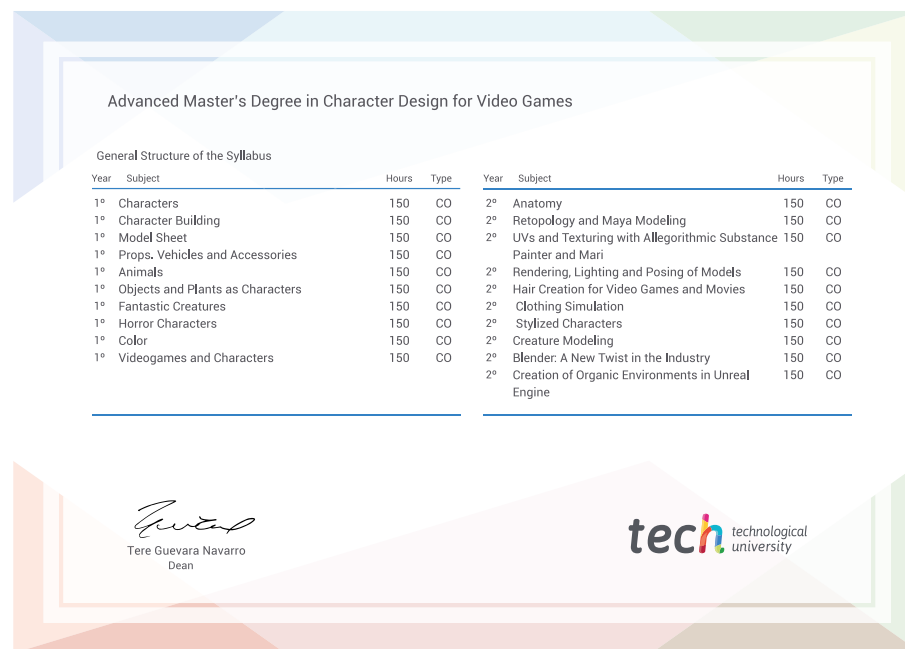 Advanced Master's Degree in Character Design for Video Games
General Structure of the Syllabus
Year Subject Hours Type
1º Characters 150 CO
1º Character Building 150 CO
1º Model Sheet 150 CO
1º Props. Vehicles and Accessories 150 CO
1º Animals 150 CO
1º Objects and Plants as Characters 150 CO
1º Fantastic Creatures 150 CO
1º Horror Characters 150 CO
1º Color 150 CO
1º Videogames and Characters 150 CO
Year Subject Hours Type
2º Anatomy 150 CO
2º Retopology and Maya Modeling 150 CO
2º UVs and Texturing with Allegorithmic Substance 150 CO
Painter and Mari
2º Rendering, Lighting and Posing of Models 150 CO
2º Hair Creation for Video Games and Movies 150 CO
2º Clothing Simulation 150 CO
2º Stylized Characters 150 CO
2º Creature Modeling 150 CO
2º Blender: A New Twist in the Industry 150 CO
2º Creation of Organic Environments in Unreal 150 CO
Engine
Tere Guevara Navarro
Dean
tech technological
university